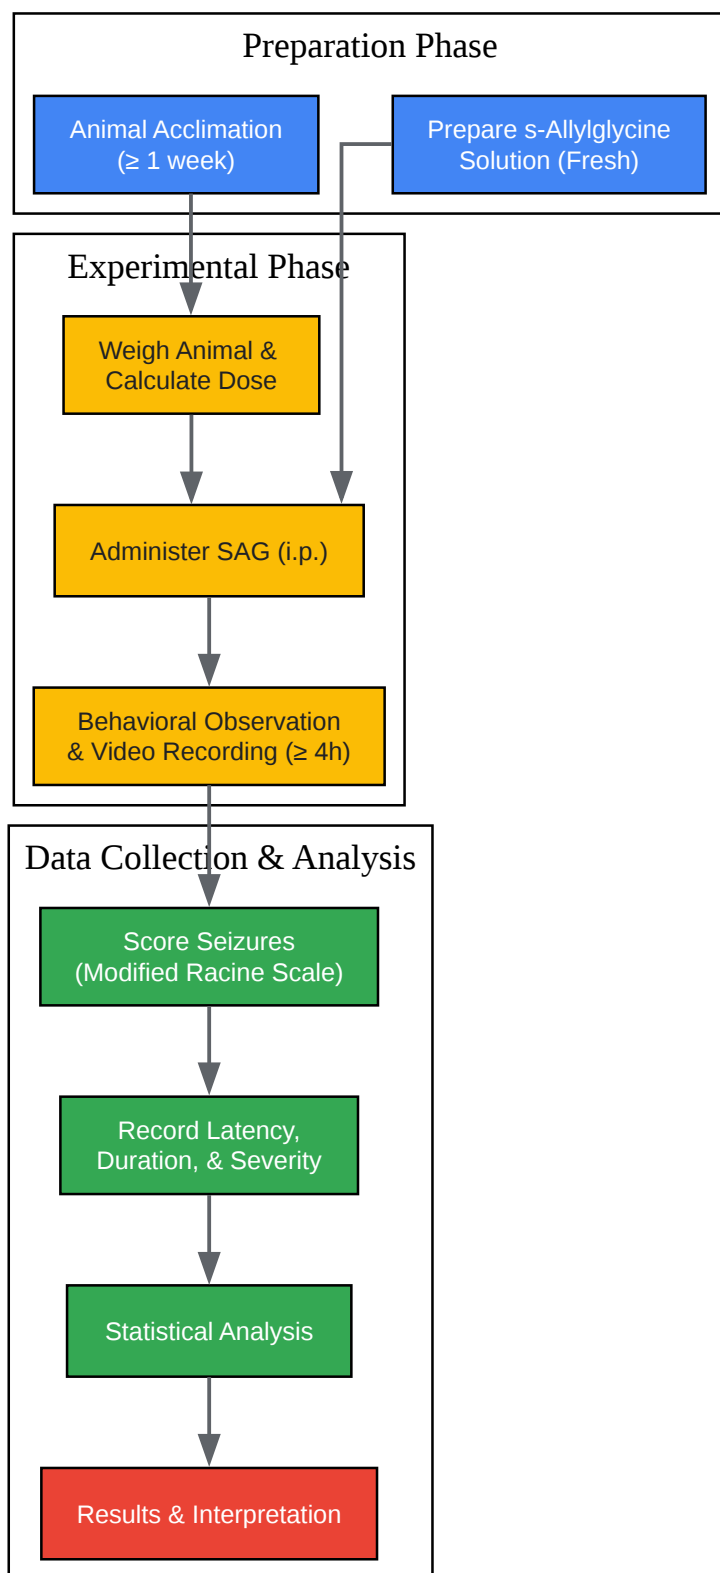 Preparation Phase
Animal Acclimation
(≥ 1 week)
Prepare s-Allylglycine
Solution (Fresh)
Experimental Phase
Weigh Animal &
Calculate Dose
Administer SAG (i.p.)
Behavioral Observation
& Video Recording (≥ 4h)
Data Collection & Analysis
Score Seizures
(Modified Racine Scale)
Record Latency,
Duration, & Severity
Statistical Analysis
Results & Interpretation